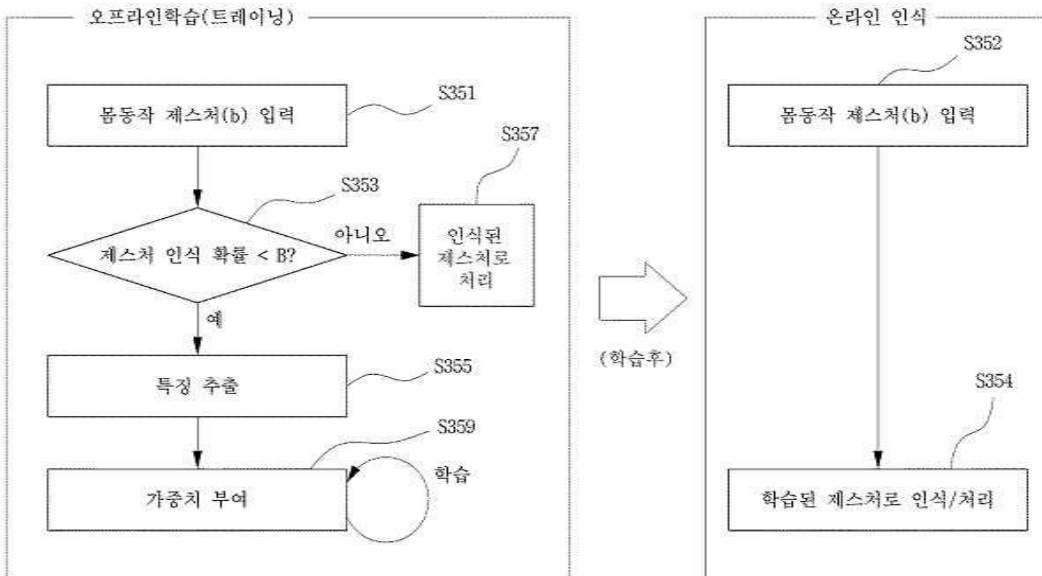 오프라인학습(트레이닝)
S351
몸동작 제스처(b) 입력
S357
S353
제스처 인식 확률 < B?
아니오
인식된
제스처로
처리
예
S355
특징 추출
S359
가중치 부여
학습
(학습후)
온라인 인식
S352
몸동작 제스처(b) 입력
S354
학습된 제스처로 인식/처리